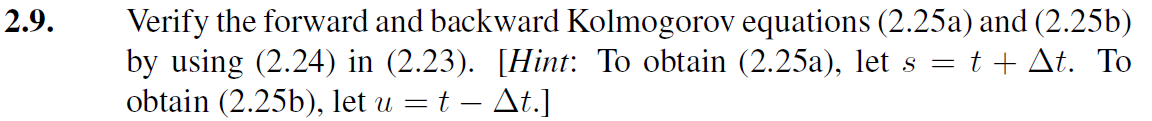 2.9. Verify the forward and backward Kolmogorov equations (2.25a) and (2.25b)
by using (2.24) in (2.23). [Hint: To obtain (2.25a), let s = t + Δt. To
obtain (2.25b), let u = t − Δt.]